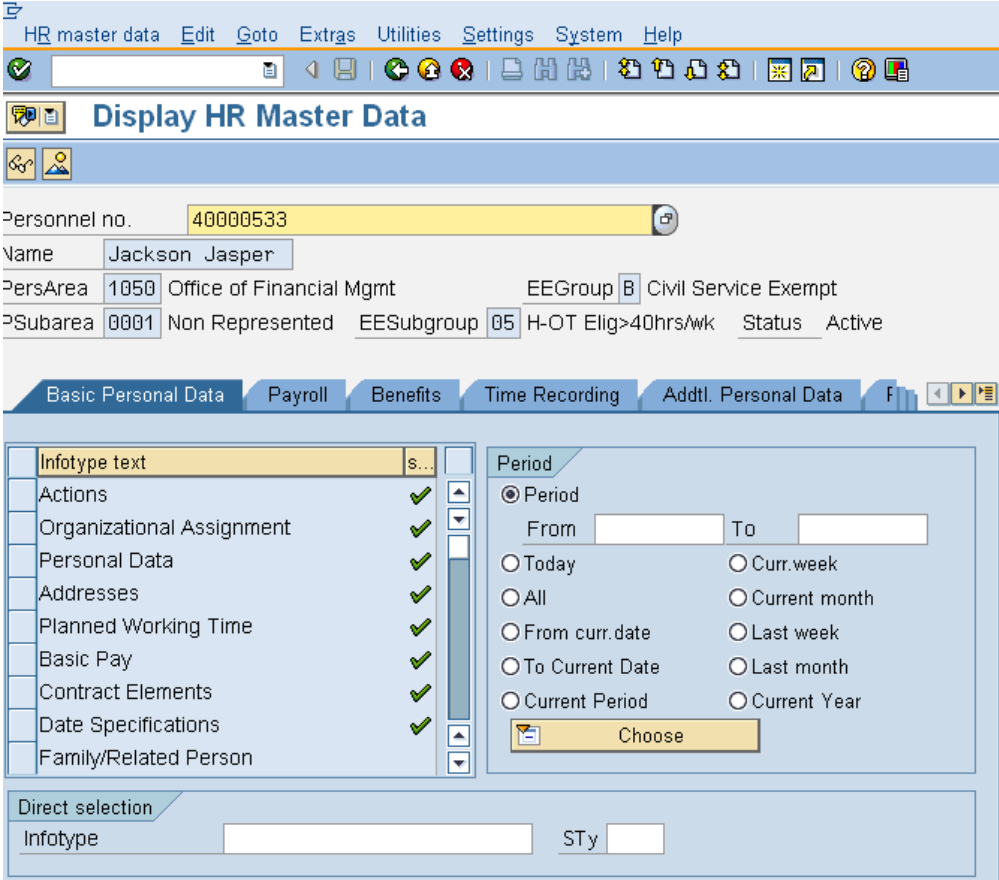 HR master data Edit Goto Extras Utilities Settings System Help
Display HR Master Data
Personnel no. 40000533
Name Jackson Jasper
PersArea 1050 Office of Financial Mgmt EEGroup B Civil Service Exempt
PSubarea 0001 Non Represented EESubgroup 05 H-OT Elig>40hrs/wk Status Active
Basic Personal Data Payroll Benefits Time Recording Addtl. Personal Data
Infotype text s...
Actions
Organizational Assignment
Personal Data
Addresses
Planned Working Time
Basic Pay
Contract Elements
Date Specifications
Family/Related Person
Period
Period
From To
Today Curr.week
All Current month
From curr.date Last week
To Current Date Last month
Current Period Current Year
Choose
Direct selection
Infotype STy